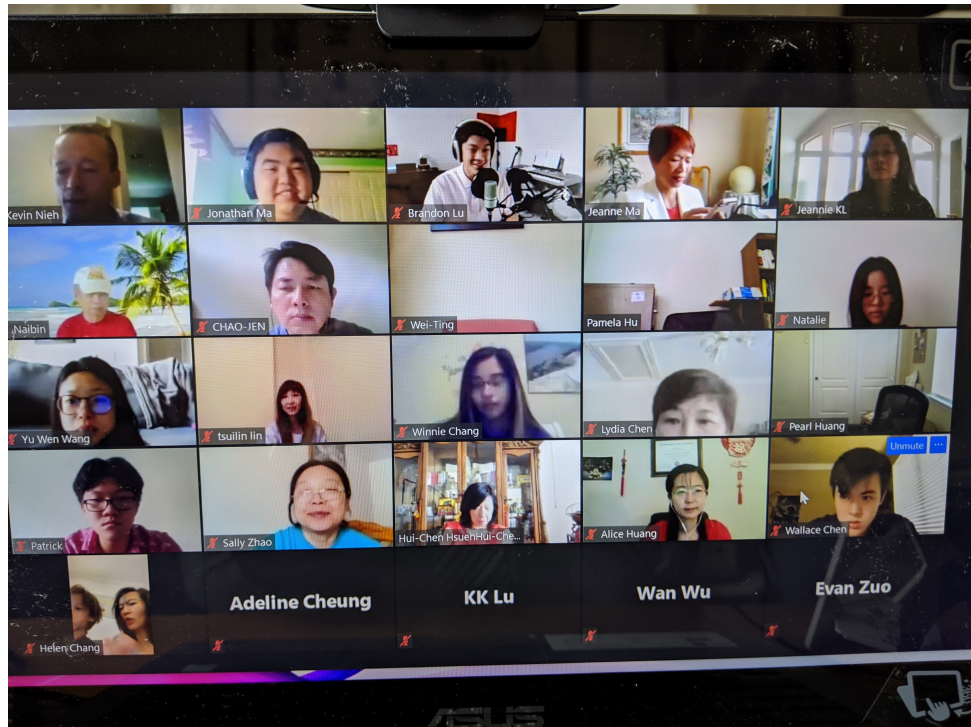 Kevin Nieh
Jonathan Ma
Brandon Lu
Jeanne Ma
Jeannie KL
Naibin
CHAO-JEN
Wei-Ting
Pamela Hu
Natalie
Yu Wen Wang
tsuilin lin
Winnie Chang
Lydia Chen
Pearl Huang
Unmute
...
Patrick
Sally Zhao
Hui-Chen HsuehHui-Che...
Alice Huang
Wallace Chen
Helen Chang
Adeline Cheung
KK Lu
Wan Wu
Evan Zuo
ASUS